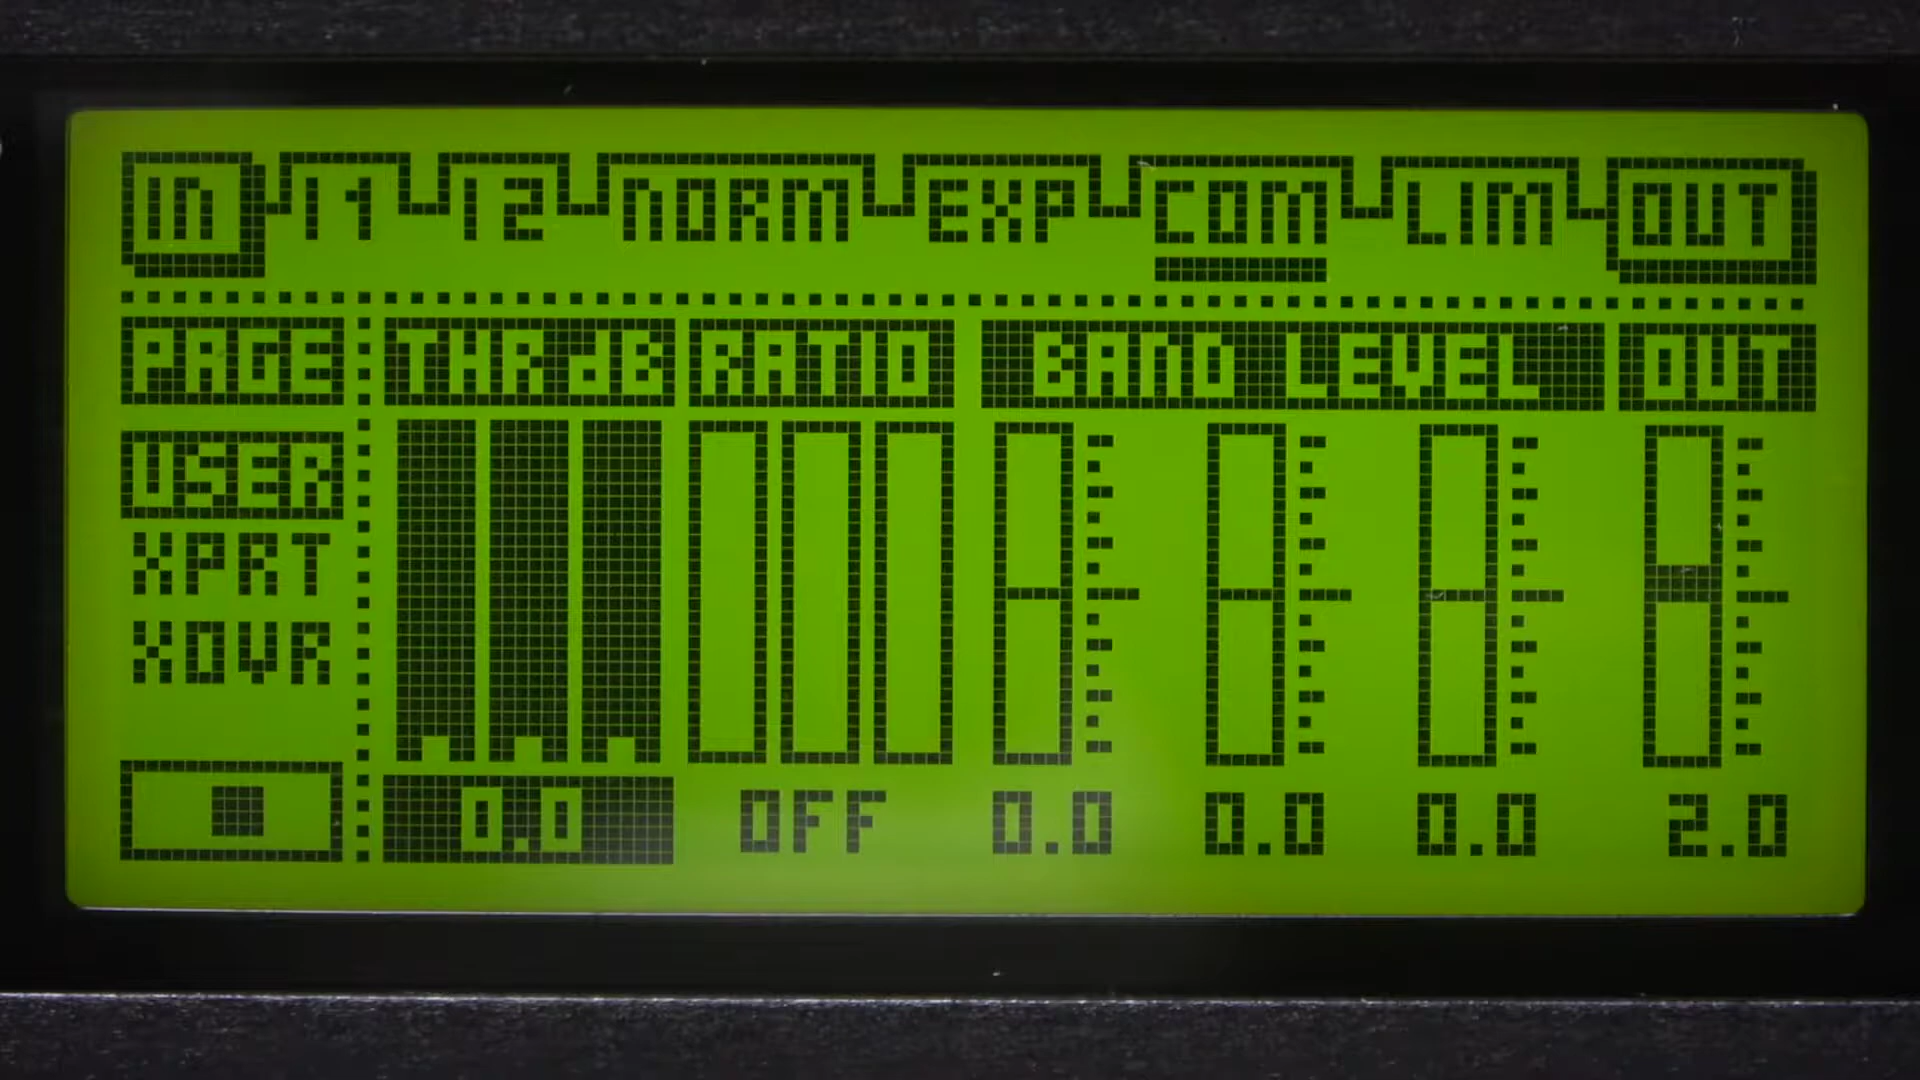 IN I1 I2 NORM EXP COM LIM OUT
PAGE THR dB RATIO BAND LEVEL OUT
USER
XPRT
XOVR
0.0 OFF 0.0 0.0 0.0 2.0